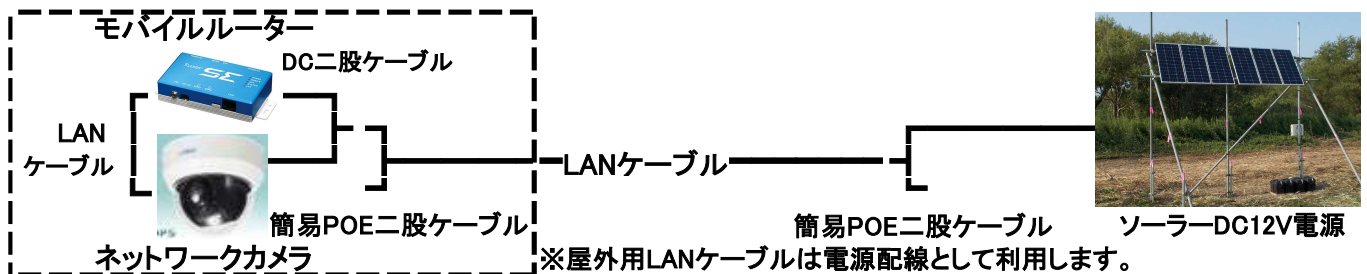 モバイルルーター
DC二股ケーブル
LAN
ケーブル
LANケーブル
簡易POE二股ケーブル
簡易POE二股ケーブル
ソーラーDC12V電源
ネットワークカメラ
※屋外用LANケーブルは電源配線として利用します。